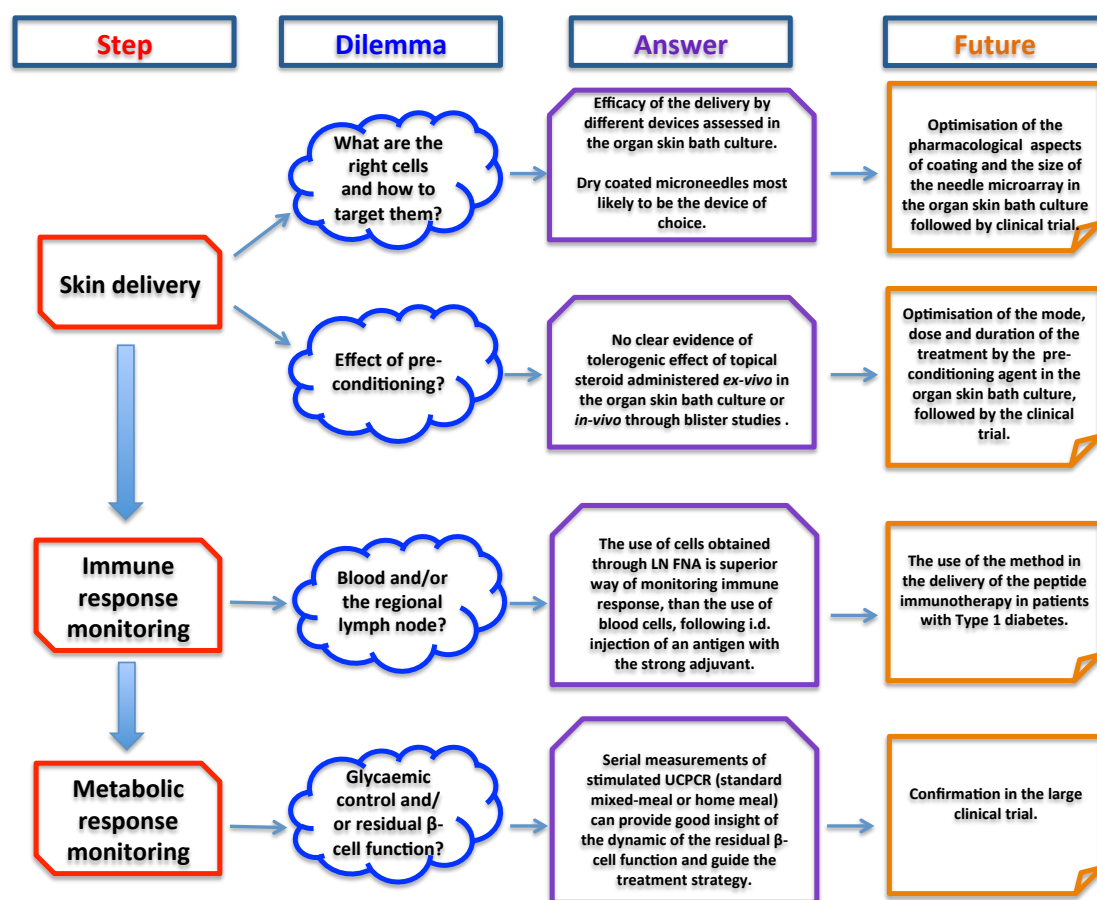 Step
Dilemma
Answer
Future
Skin delivery
What are the
right cells
and how to
target them?
Efficacy of the delivery by
different devices assessed in
the organ skin bath culture.
Dry coated microneedles most
likely to be the device of
choice.
Optimisation of the
pharmacological aspects
of coating and the size of
the needle microarray in
the organ skin bath culture
followed by clinical trial.
Effect of pre-
conditioning?
No clear evidence of
tolerogenic effect of topical
steroid administered ex-vivo in
the organ skin bath culture or
in-vivo through blister studies .
Optimisation of the mode,
dose and duration of the
treatment by the pre-
conditioning agent in the
organ skin bath culture,
followed by the clinical
trial.
Immune
response
monitoring
Blood and/or
the regional
lymph node?
The use of cells obtained
through LN FNA is superior
way of monitoring immune
response, than the use of
blood cells, following i.d.
injection of an antigen with
the strong adjuvant.
The use of the method in
the delivery of the peptide
immunotherapy in patients
with Type 1 diabetes.
Metabolic
response
monitoring
Glycaemic
control and/
or residual β-
cell function?
Serial measurements of
stimulated UCPCR (standard
mixed-meal or home meal)
can provide good insight of
the dynamic of the residual β-
cell function and guide the
treatment strategy.
Confirmation in the large
clinical trial.